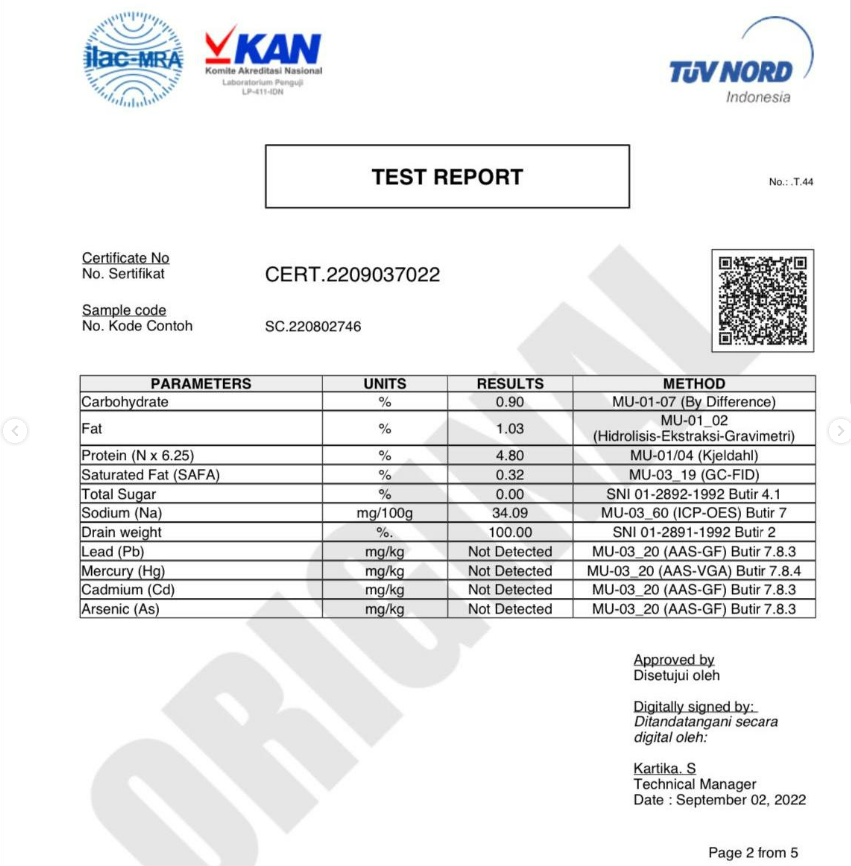 ilac-MRA
KAN
Komite Akreditasi Nasional
Laboratorium Penguji
LP-411-IDN
TÜV NORD
Indonesia
TEST REPORT
No.: .T.44
Certificate No
No. Sertifikat
CERT.2209037022
Sample code
No. Kode Contoh
SC.220802746
PARAMETERS UNITS RESULTS METHOD
Carbohydrate % 0.90 MU-01-07 (By Difference)
Fat % 1.03 MU-01_02
(Hidrolisis-Ekstraksi-Gravimetri)
Protein (N x 6.25) % 4.80 MU-01/04 (Kjeldahl)
Saturated Fat (SAFA) % 0.32 MU-03_19 (GC-FID)
Total Sugar % 0.00 SNI 01-2892-1992 Butir 4.1
Sodium (Na) mg/100g 34.09 MU-03_60 (ICP-OES) Butir 7
Drain weight %. 100.00 SNI 01-2891-1992 Butir 2
Lead (Pb) mg/kg Not Detected MU-03_20 (AAS-GF) Butir 7.8.3
Mercury (Hg) mg/kg Not Detected MU-03_20 (AAS-VGA) Butir 7.8.4
Cadmium (Cd) mg/kg Not Detected MU-03_20 (AAS-GF) Butir 7.8.3
Arsenic (As) mg/kg Not Detected MU-03_20 (AAS-GF) Butir 7.8.3
ORIGINAL
Approved by
Disetujui oleh
Digitally signed by:
Ditandatangani secara
digital oleh:
Kartika. S
Technical Manager
Date : September 02, 2022
Page 2 from 5